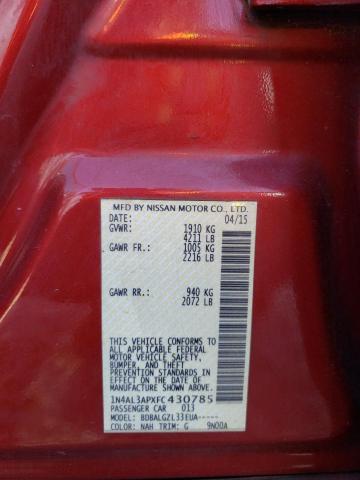 MFD BY NISSAN MOTOR CO., LTD.
DATE: 04/15
GVWR: 1910 KG
4211 LB
GAWR FR.: 1005 KG
2216 LB
GAWR RR.: 940 KG
2072 LB
THIS VEHICLE CONFORMS TO
ALL APPLICABLE FEDERAL
MOTOR VEHICLE SAFETY,
BUMPER, AND THEFT
PREVENTION STANDARDS IN
EFFECT ON THE DATE OF
MANUFACTURE SHOWN ABOVE.
1N4AL3APXFC430785
PASSENGER CAR 013
MODEL: BDBALGZL33EUA-----
COLOR: NAH TRIM: G 9N00A